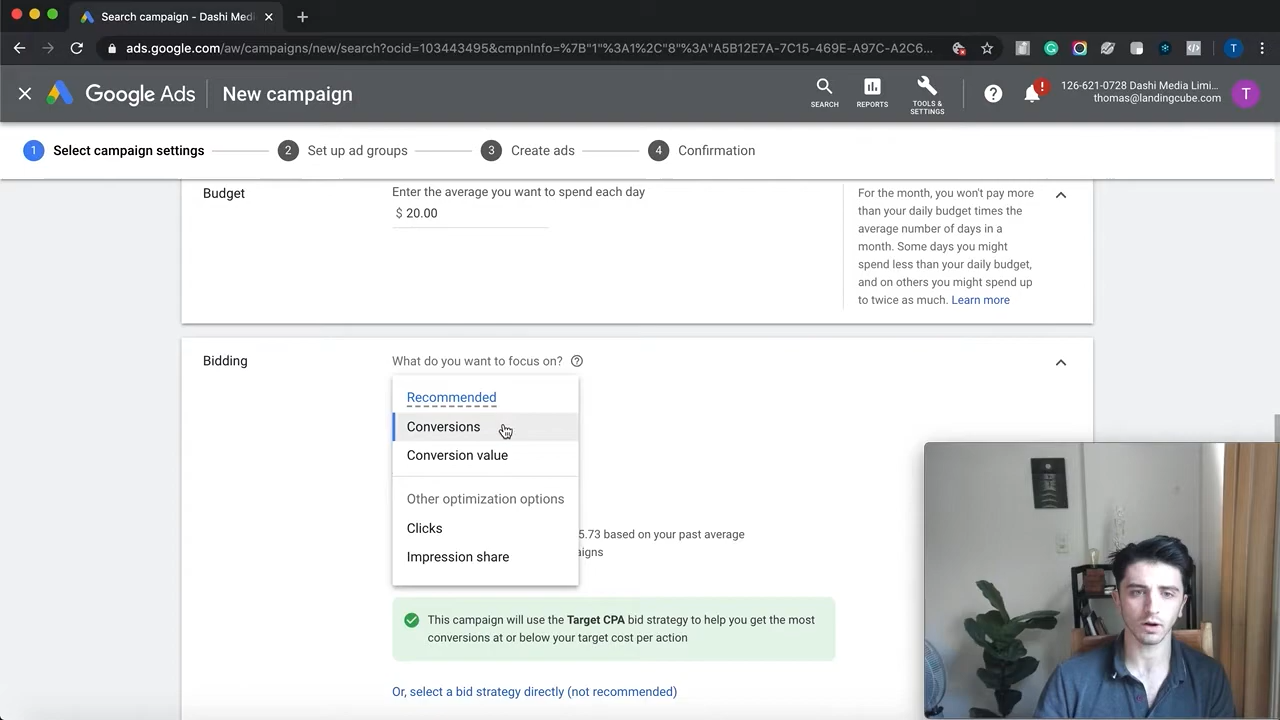 Search campaign - Dashi Medi
ads.google.com/aw/campaigns/new/search?ocid=103443495&cmpnInfo=%7B"1"%3A1%2C"8"%3A"A5B12E7A-7C15-469E-A97C-A2C6...
T
Google Ads
New campaign
SEARCH
REPORTS
TOOLS &
SETTINGS
126-621-0728 Dashi Media Limi...
thomas@landingcube.com
T
1 Select campaign settings
2 Set up ad groups
3 Create ads
4 Confirmation
Budget
Enter the average you want to spend each day
$ 20.00
For the month, you won't pay more
than your daily budget times the
average number of days in a
month. Some days you might
spend less than your daily budget,
and on others you might spend up
to twice as much. Learn more
Bidding
What do you want to focus on?
Recommended
Conversions
Conversion value
Other optimization options
Clicks
Impression share
5.73 based on your past average
aigns
This campaign will use the Target CPA bid strategy to help you get the most
conversions at or below your target cost per action
Or, select a bid strategy directly (not recommended)